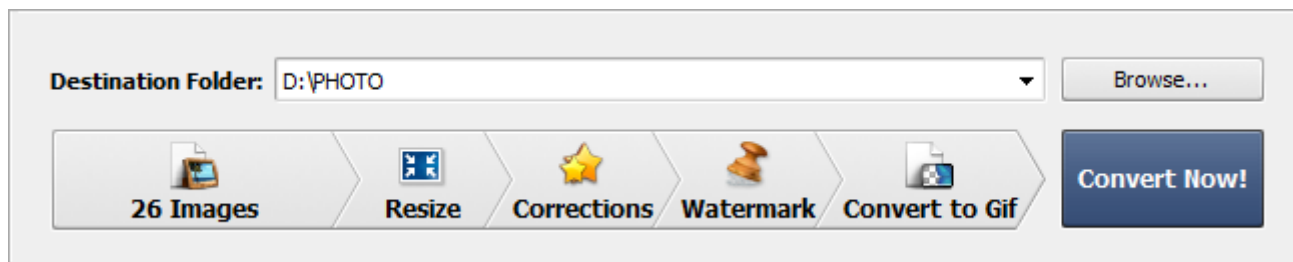 Destination Folder: D:\PHOTO Browse...
26 Images Resize Corrections Watermark Convert to Gif Convert Now!